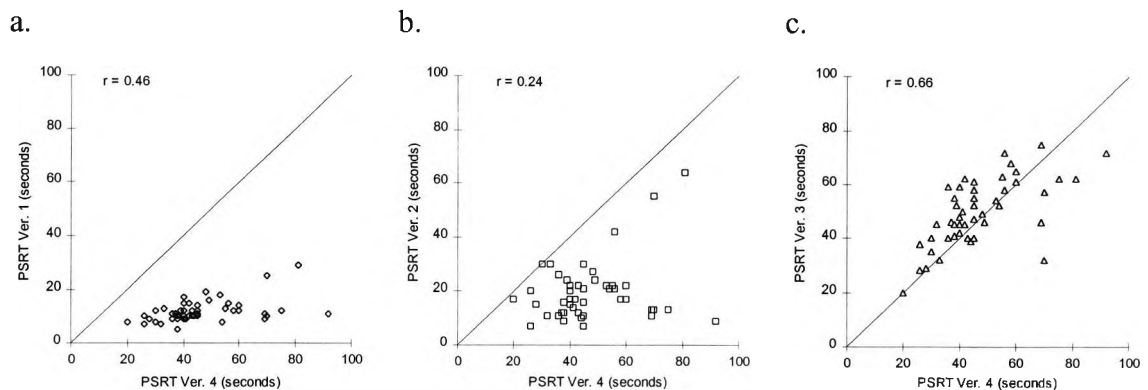 a.
r = 0.46
PSRT Ver. 1 (seconds)
100
80
60
40
20
0
0 20 40 60 80 100
PSRT Ver. 4 (seconds)
b.
r = 0.24
PSRT Ver. 2 (seconds)
100
80
60
40
20
0
0 20 40 60 80 100
PSRT Ver. 4 (seconds)
c.
r = 0.66
PSRT Ver. 3 (seconds)
100
80
60
40
20
0
0 20 40 60 80 100
PSRT Ver. 4 (seconds)